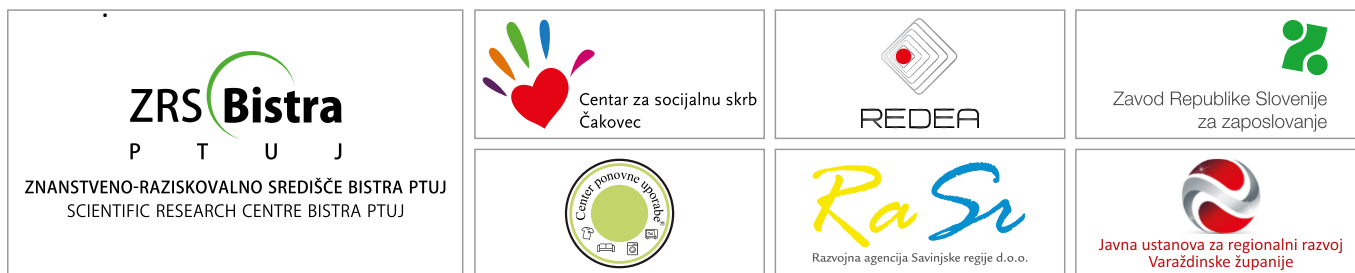 ZRS Bistra
PTUJ
ZNANSTVENO-RAZISKOVALNO SREDIŠČE BISTRA PTUJ
SCIENTIFIC RESEARCH CENTRE BISTRA PTUJ
Centar za socijalnu skrb
Čakovec
REDEA
Zavod Republike Slovenije
za zaposlovanje
Center ponovne uporabe®
RaSr
Razvojna agencija Savinjske regije d.o.o.
Javna ustanova za regionalni razvoj
Varaždinske županije